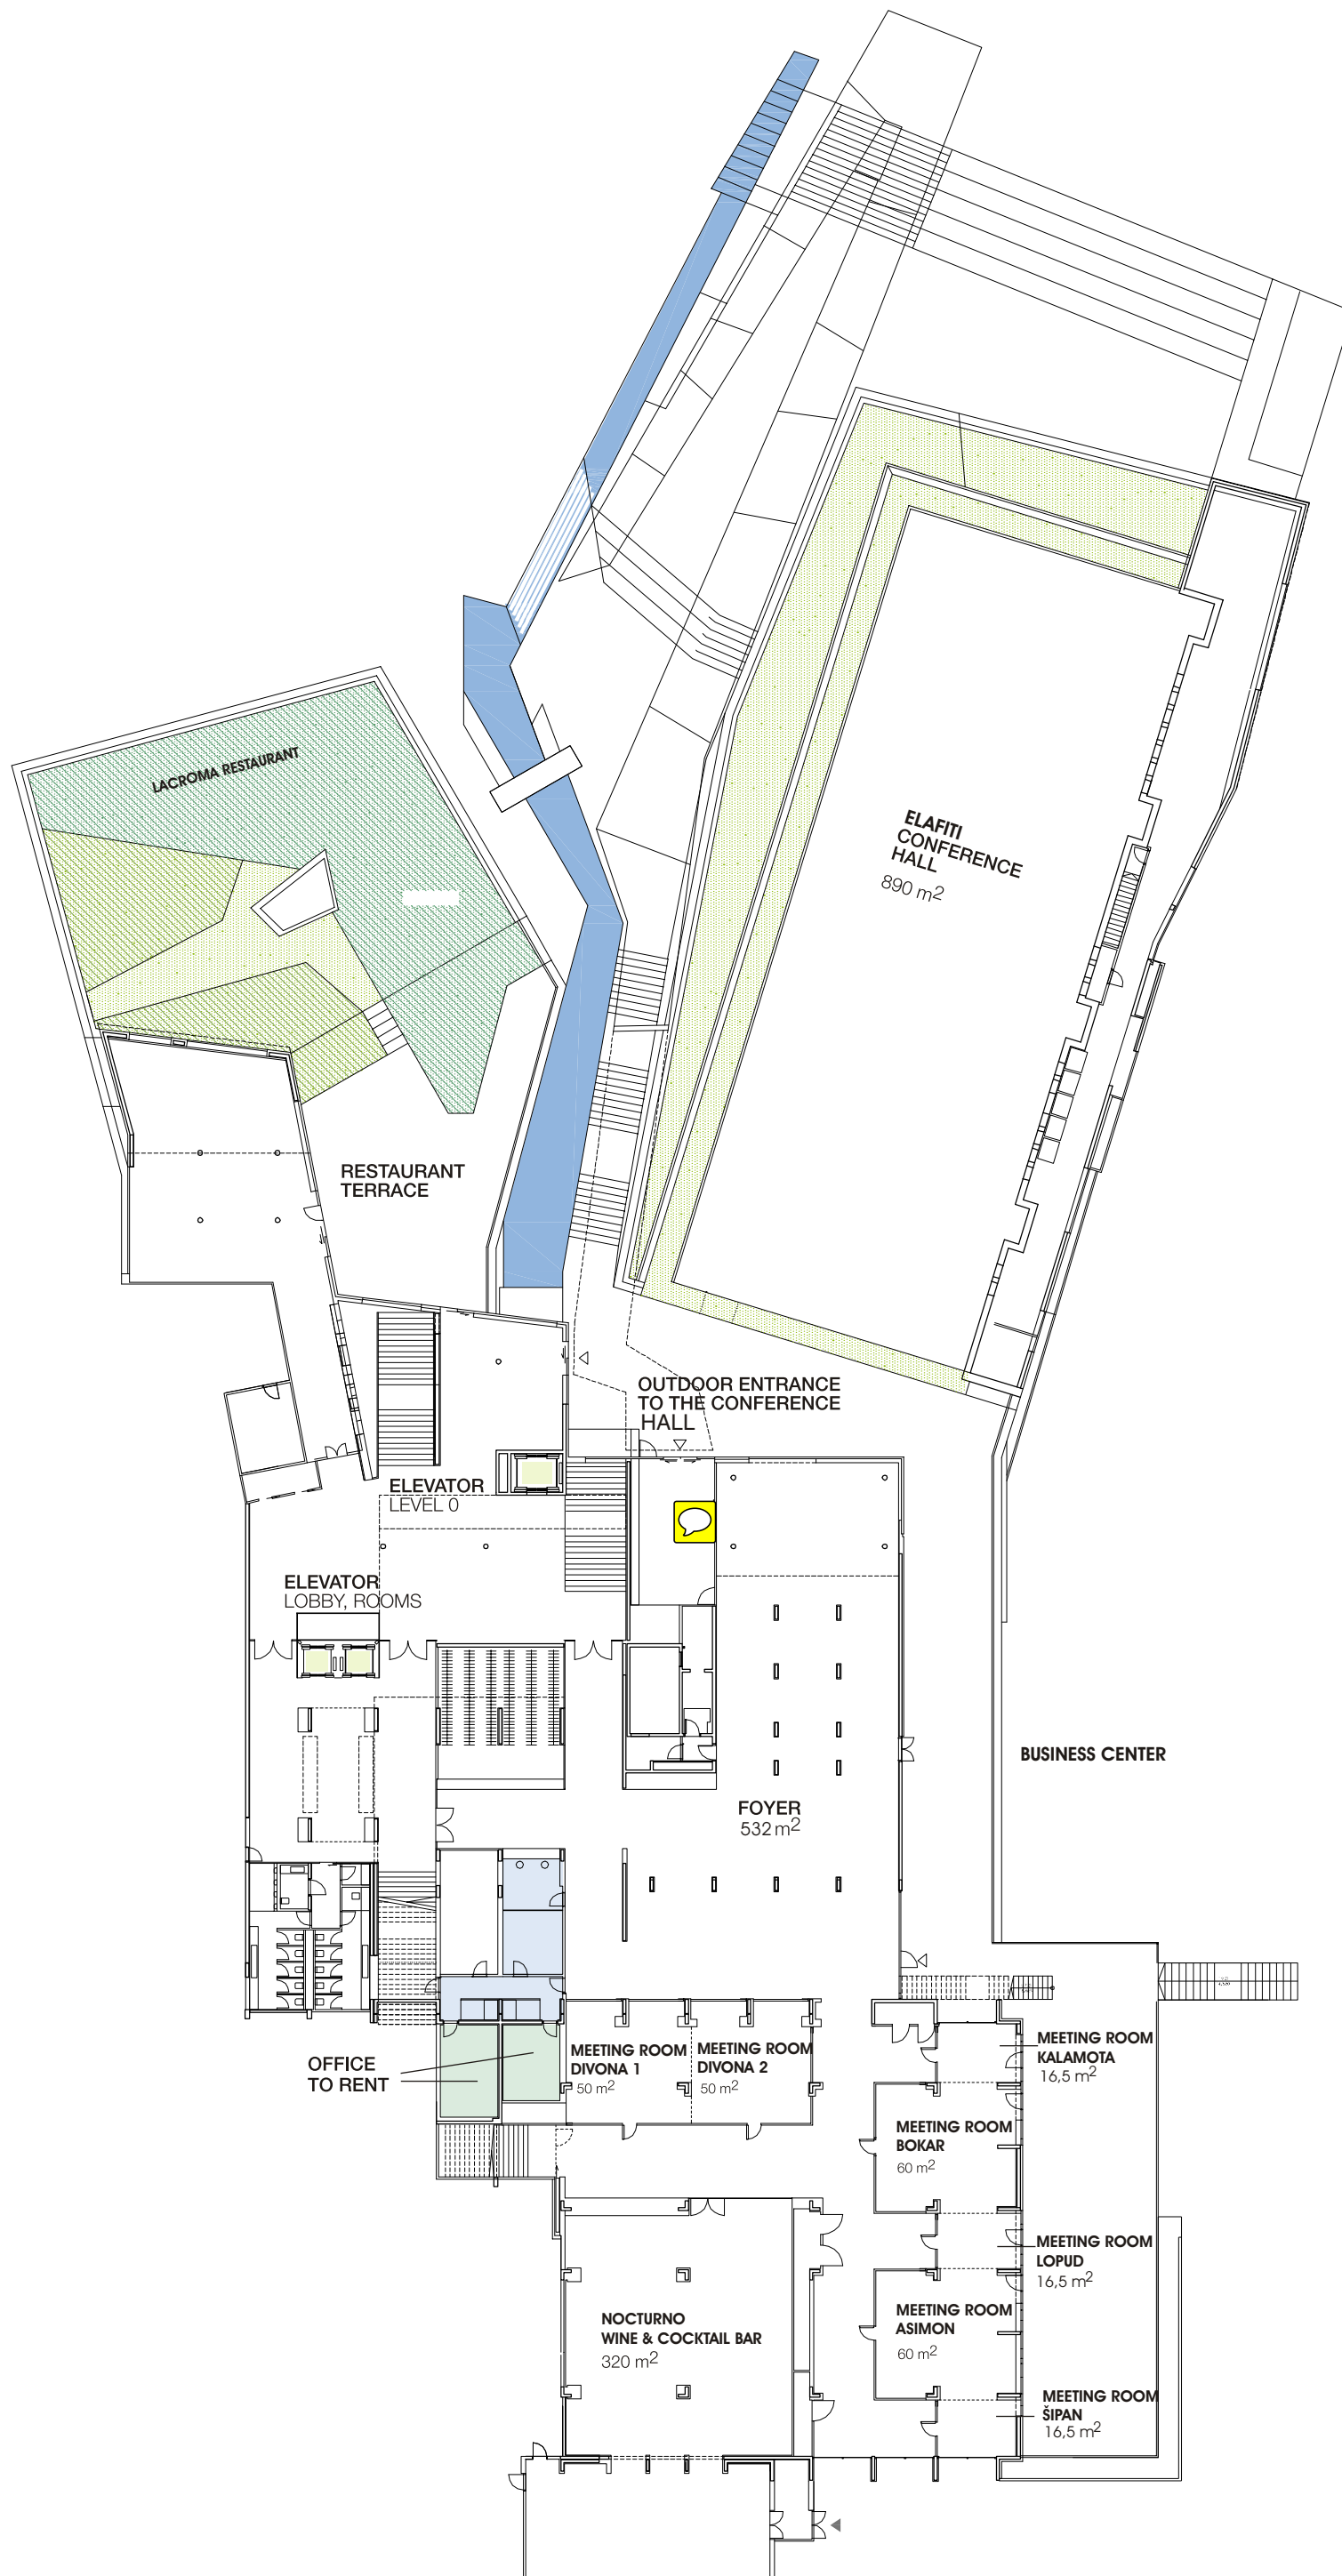 LACROMA RESTAURANT
ELAFITI
CONFERENCE
HALL
890 m2
RESTAURANT
TERRACE
OUTDOOR ENTRANCE
TO THE CONFERENCE
HALL
ELEVATOR
LEVEL 0
ELEVATOR
LOBBY, ROOMS
BUSINESS CENTER
FOYER
532 m2
OFFICE
TO RENT
MEETING ROOM
DIVONA 1
50 m2
MEETING ROOM
DIVONA 2
50 m2
MEETING ROOM
KALAMOTA
16,5 m2
MEETING ROOM
BOKAR
60 m2
MEETING ROOM
LOPUD
16,5 m2
MEETING ROOM
ASIMON
60 m2
NOCTURNO
WINE & COCKTAIL BAR
320 m2
MEETING ROOM
ŠIPAN
16,5 m2